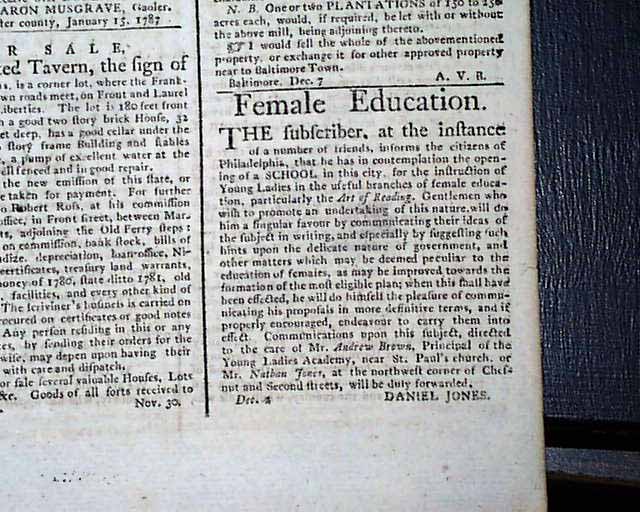 ARON MUSGRAVE, Gaoler.
ter county, January 15. 1787
R SALE,
ted Tavern, the sign of
is a corner lot, where the Frank-
wn roads meet, on Front and Laurel
iberties. The lot is 180 feet front
h a good two story brick House, 32
et deep, has a good cellar under the
story frame Building and stables
, a pump of excellent water at the
ell fenced and in good repair.
the new emission of this state, or
e taken for payment. For further
o Robert Ross, at his commission
office, in Front street, between Mar-
ts, adjoining the Old Ferry steps:
on commission, bank stock, bills of
ndize, depreciation, loan-office, Ni-
certificates, treasury land warrants,
money of 1780, state ditto 1781, old
, facilities, and every other kind of
The scriviner's business is carried on
rocured on certificates or good notes
Any person residing in this or any
tes, by sending their orders for the
wise, may depen upon having their
with care and dispatch.
or sale several valuable Houses, Lots
&c. Goods of all sorts received to
Nov. 30.
N. B. One or two PLANTATIONS of 150 to 250
acres each, would, if required, be let with or without
the above mill, being adjoining thereto.
☞ I would sell the whole of the abovementioned
property, or exchange it for other approved property
near to Baltimore Town.
Baltimore, Dec. 7 A. V. R.
Female Education.
THE subscriber, at the instance
of a number of friends, informs the citizens of
Philadelphia, that he has in contemplation the open-
ing of a SCHOOL in this city, for the instruction of
Young Ladies in the useful branches of female educa-
tion, particularly the Art of Reading. Gentlemen who
wish to promote an undertaking of this nature, will do
him a singular favour by communicating their ideas of
the subject in writing, and especially by suggesting such
hints upon the delicate nature of government, and
other matters which may be deemed peculiar to the
education of females, as may be improved towards the
formation of the most eligible plan; when this shall have
been effected, he will do himself the pleasure of commu-
nicating his proposals in more definitive terms, and if
properly encouraged, endeavour to carry them into
effect. Communications upon this subject, directed
to the care of Mr. Andrew Brown, Principal of the
Young Ladies Academy, near St. Paul's church, or
Mr. Nathan Jones, at the northwest corner of Ches-
nut and Second streets, will be duly forwarded.
Dec. DANIEL JONES.